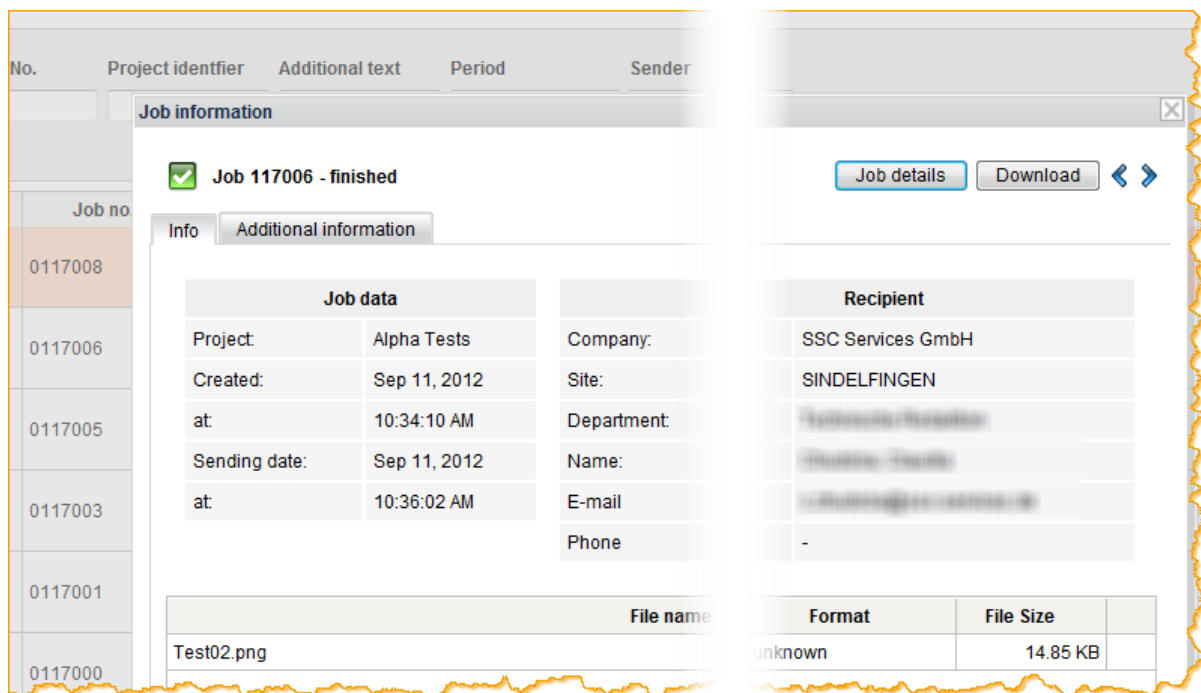 No. Project identfier Additional text Period Sender
Job information
Job 117006 - finished Job details Download
Job no
Info Additional information
0117008
Job data Recipient
Project: Alpha Tests Company: SSC Services GmbH
0117006
Created: Sep 11, 2012 Site: SINDELFINGEN
at: 10:34:10 AM Department:
0117005
Sending date: Sep 11, 2012 Name:
at: 10:36:02 AM E-mail
0117003
Phone -
0117001
File name Format File Size
Test02.png unknown 14.85 KB
0117000